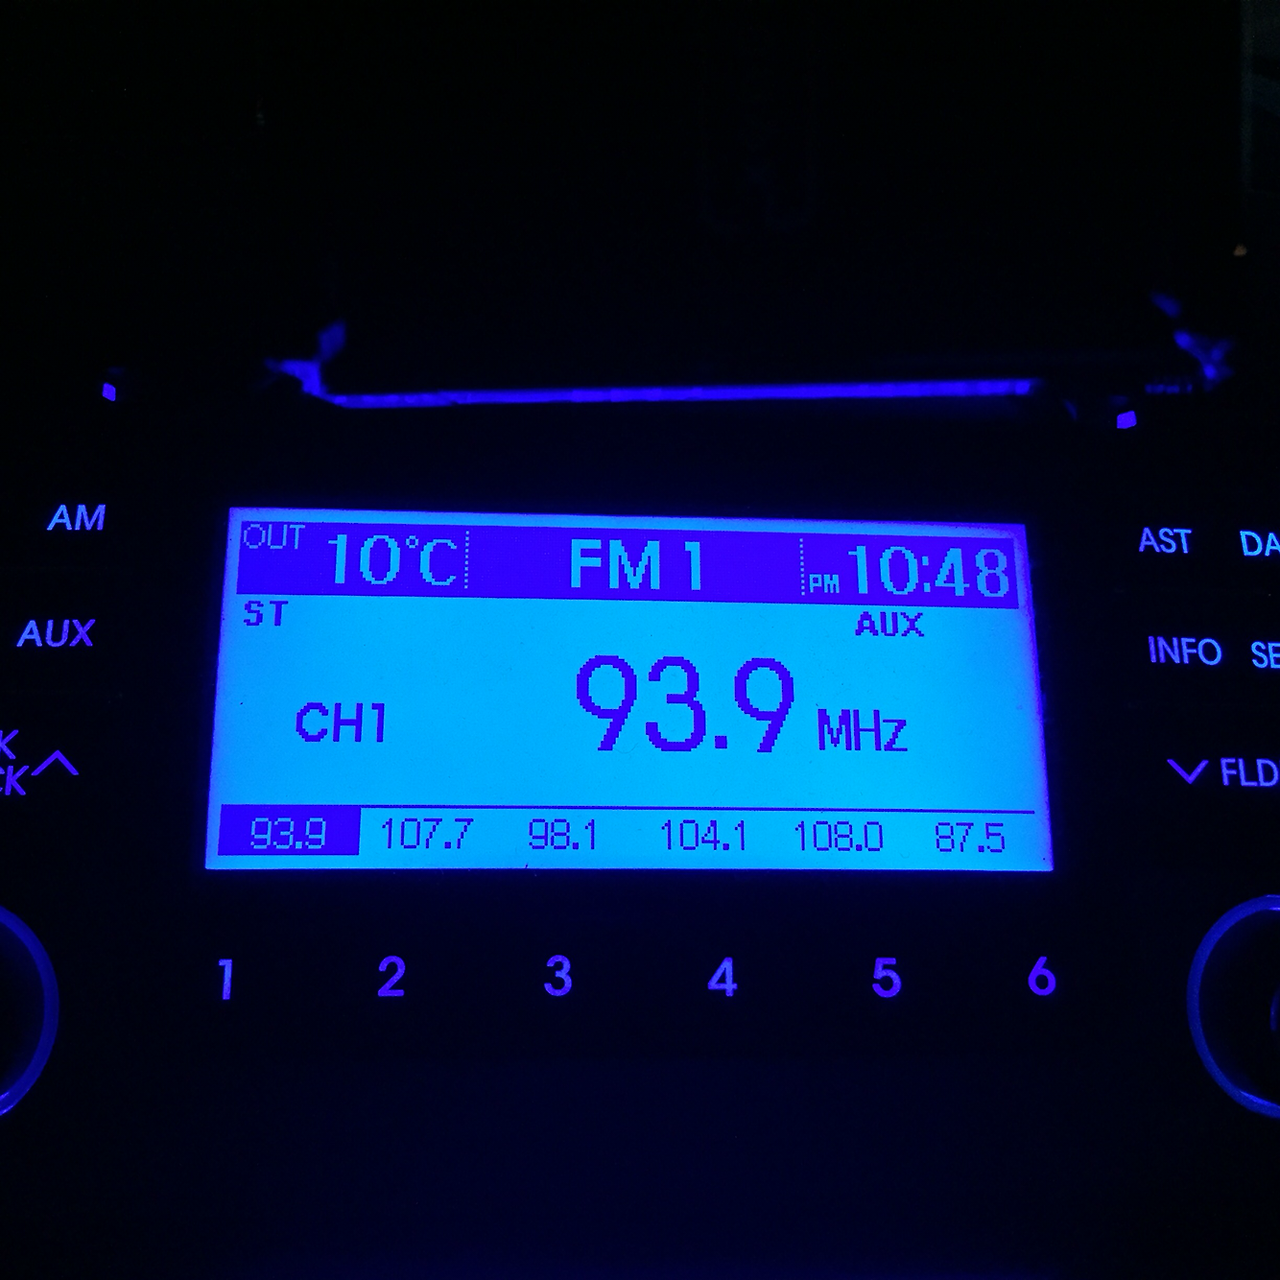 OUT 10°C FM 1 PM 10:48
ST AUX
CH1 93.9 MHz
93.9 107.7 98.1 104.1 108.0 87.5
AM
AUX
AST
INFO
FLD
1 2 3 4 5 6